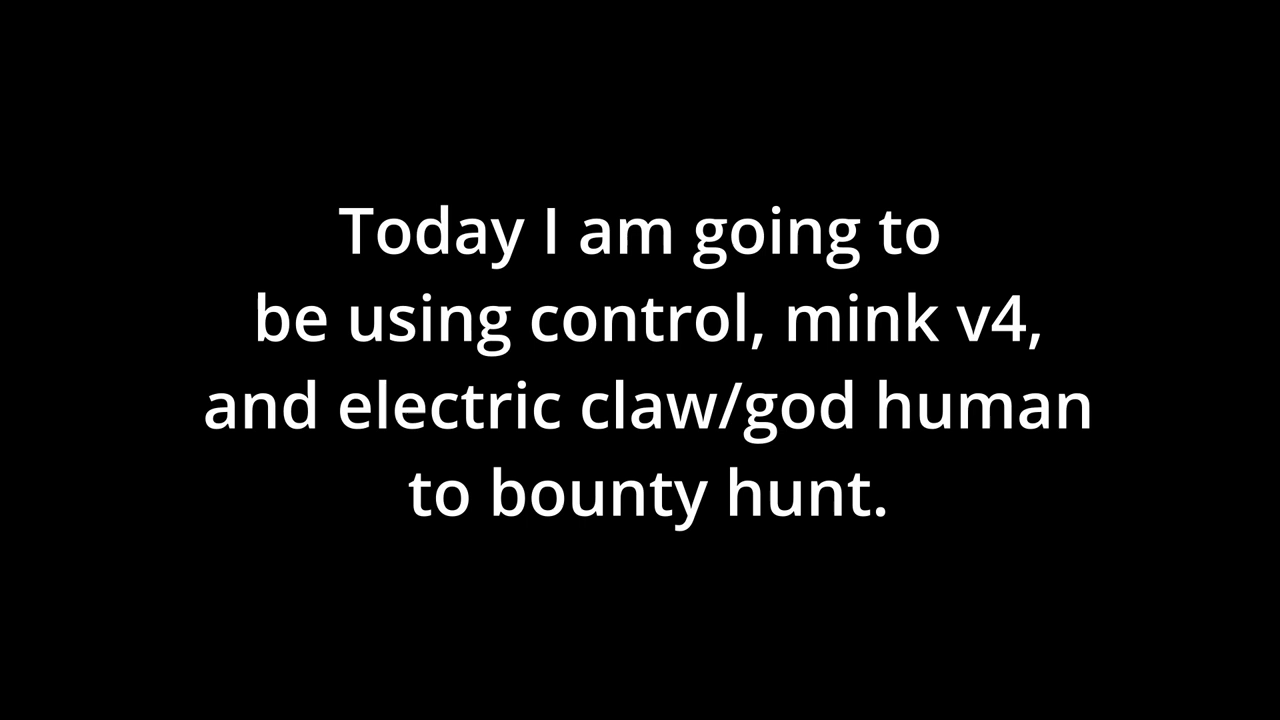 Today I am going to
be using control, mink v4,
and electric claw/god human
to bounty hunt.